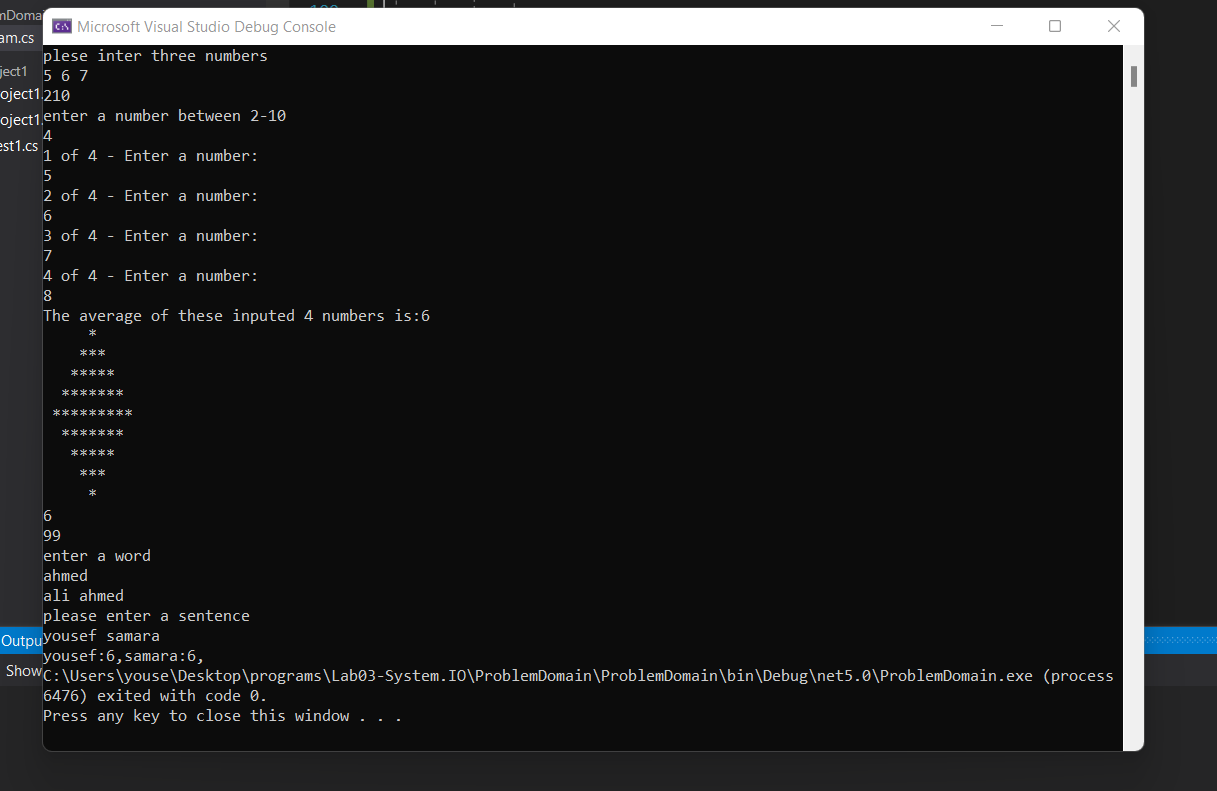 Microsoft Visual Studio Debug Console
mDomai
am.cs
ject1
oject1.
oject1.
est1.cs
plese inter three numbers
5 6 7
210
enter a number between 2-10
4
1 of 4 - Enter a number:
5
2 of 4 - Enter a number:
6
3 of 4 - Enter a number:
7
4 of 4 - Enter a number:
8
The average of these inputed 4 numbers is:6
     *
    ***
   *****
  *******
 *********
  *******
   *****
    ***
     *
6
99
enter a word
ahmed
ali ahmed
please enter a sentence
yousef samara
yousef:6,samara:6,
C:\Users\youse\Desktop\programs\Lab03-System.IO\ProblemDomain\ProblemDomain\bin\Debug\net5.0\ProblemDomain.exe (process
6476) exited with code 0.
Press any key to close this window . . .
Outpu
Show